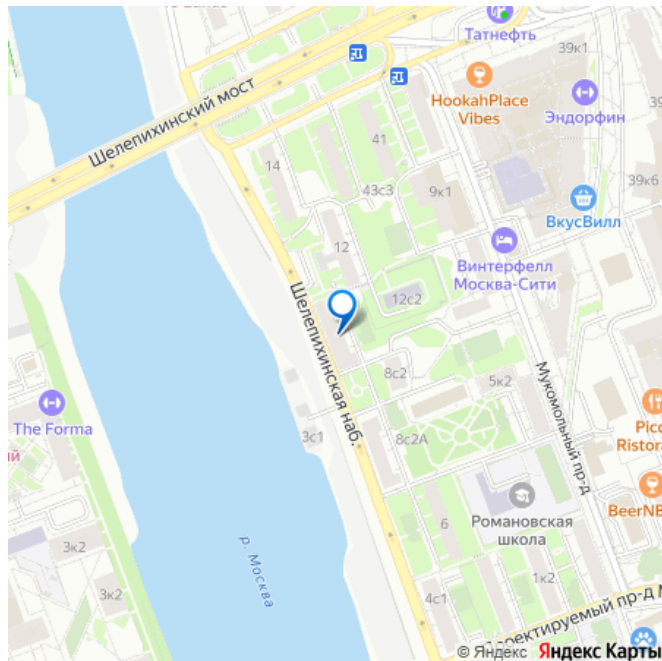 Татнефть
39к1
HookahPlace
Vibes
Эндорфин
Шелепихинский мост
41
14
43с3
9к1
39к6
ВкусВилл
12
Винтерфелл
Москва-Сити
12с2
Шелепихинская наб.
8с2
5к2
Мукомольный пр-д
The Forma
3с1
8с2А
BeerNB
Романовская
школа
6
3к2
3к2
1к2
4с1
р. Москва
© Яндекс Яндекс Карты